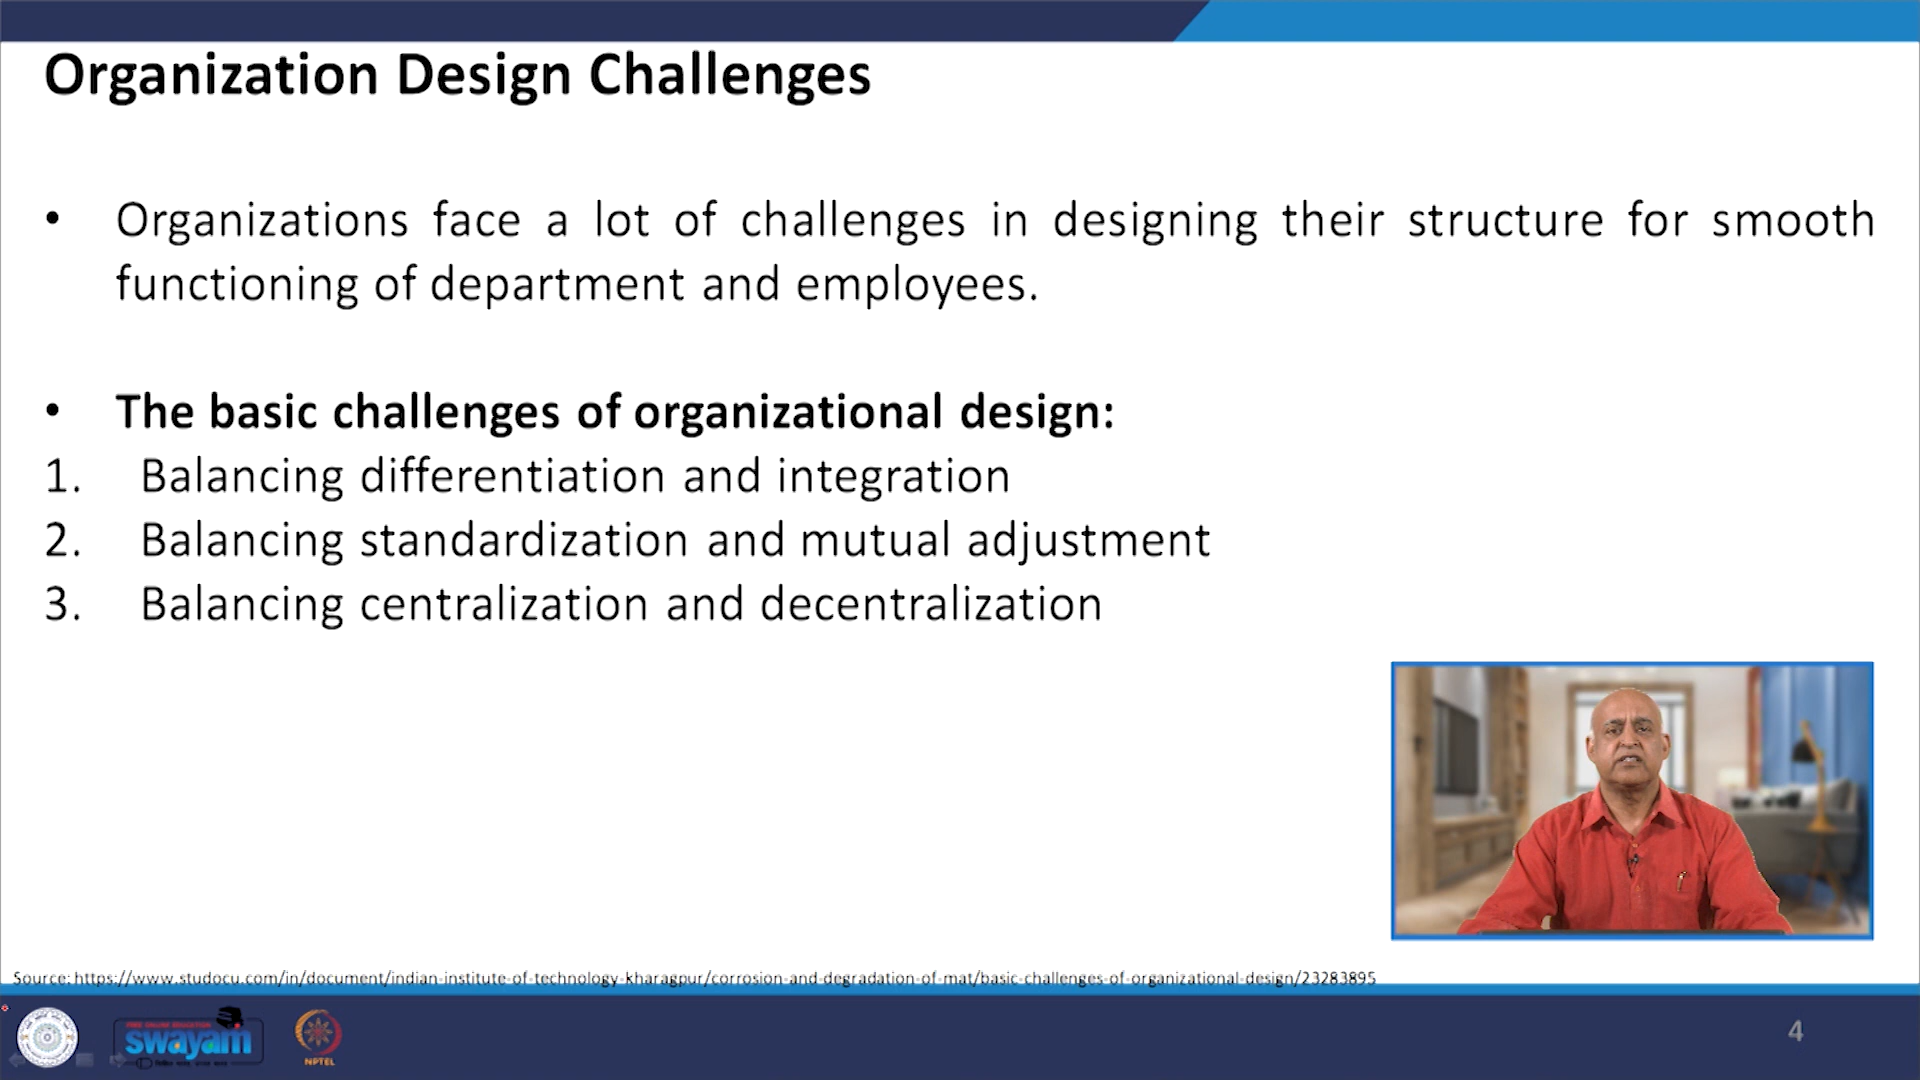 Organization Design Challenges
• Organizations face a lot of challenges in designing their structure for smooth
functioning of department and employees.
• The basic challenges of organizational design:
1. Balancing differentiation and integration
2. Balancing standardization and mutual adjustment
3. Balancing centralization and decentralization
Source: https://www.studocu.com/in/document/indian-institute-of-technology-kharagpur/corrosion-and-degradation-of-mat/basic-challenges-of-organizational-design/23283895
FREE ONLINE EDUCATION
swayam
NPTEL
4